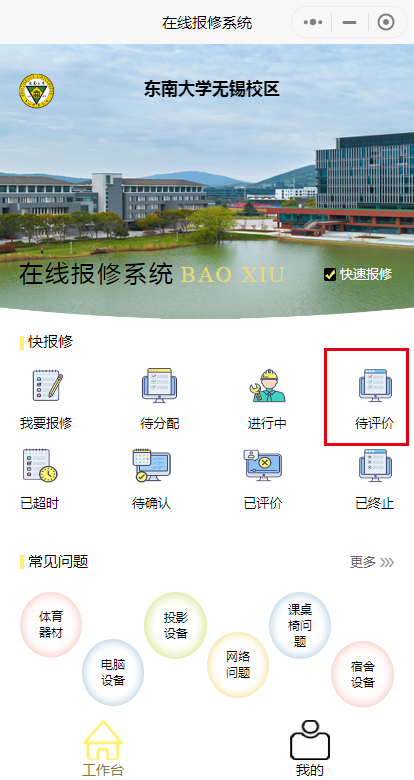 在线报修系统
东南大学无锡校区
在线报修系统 BAO XIU
快速报修
快报修
我要报修 待分配 进行中 待评价
已超时 待确认 已评价 已终止
常见问题 更多
体育
器材
电脑
设备
投影
设备
网络
问题
课桌
椅问
题
宿舍
设备
工作台 我的